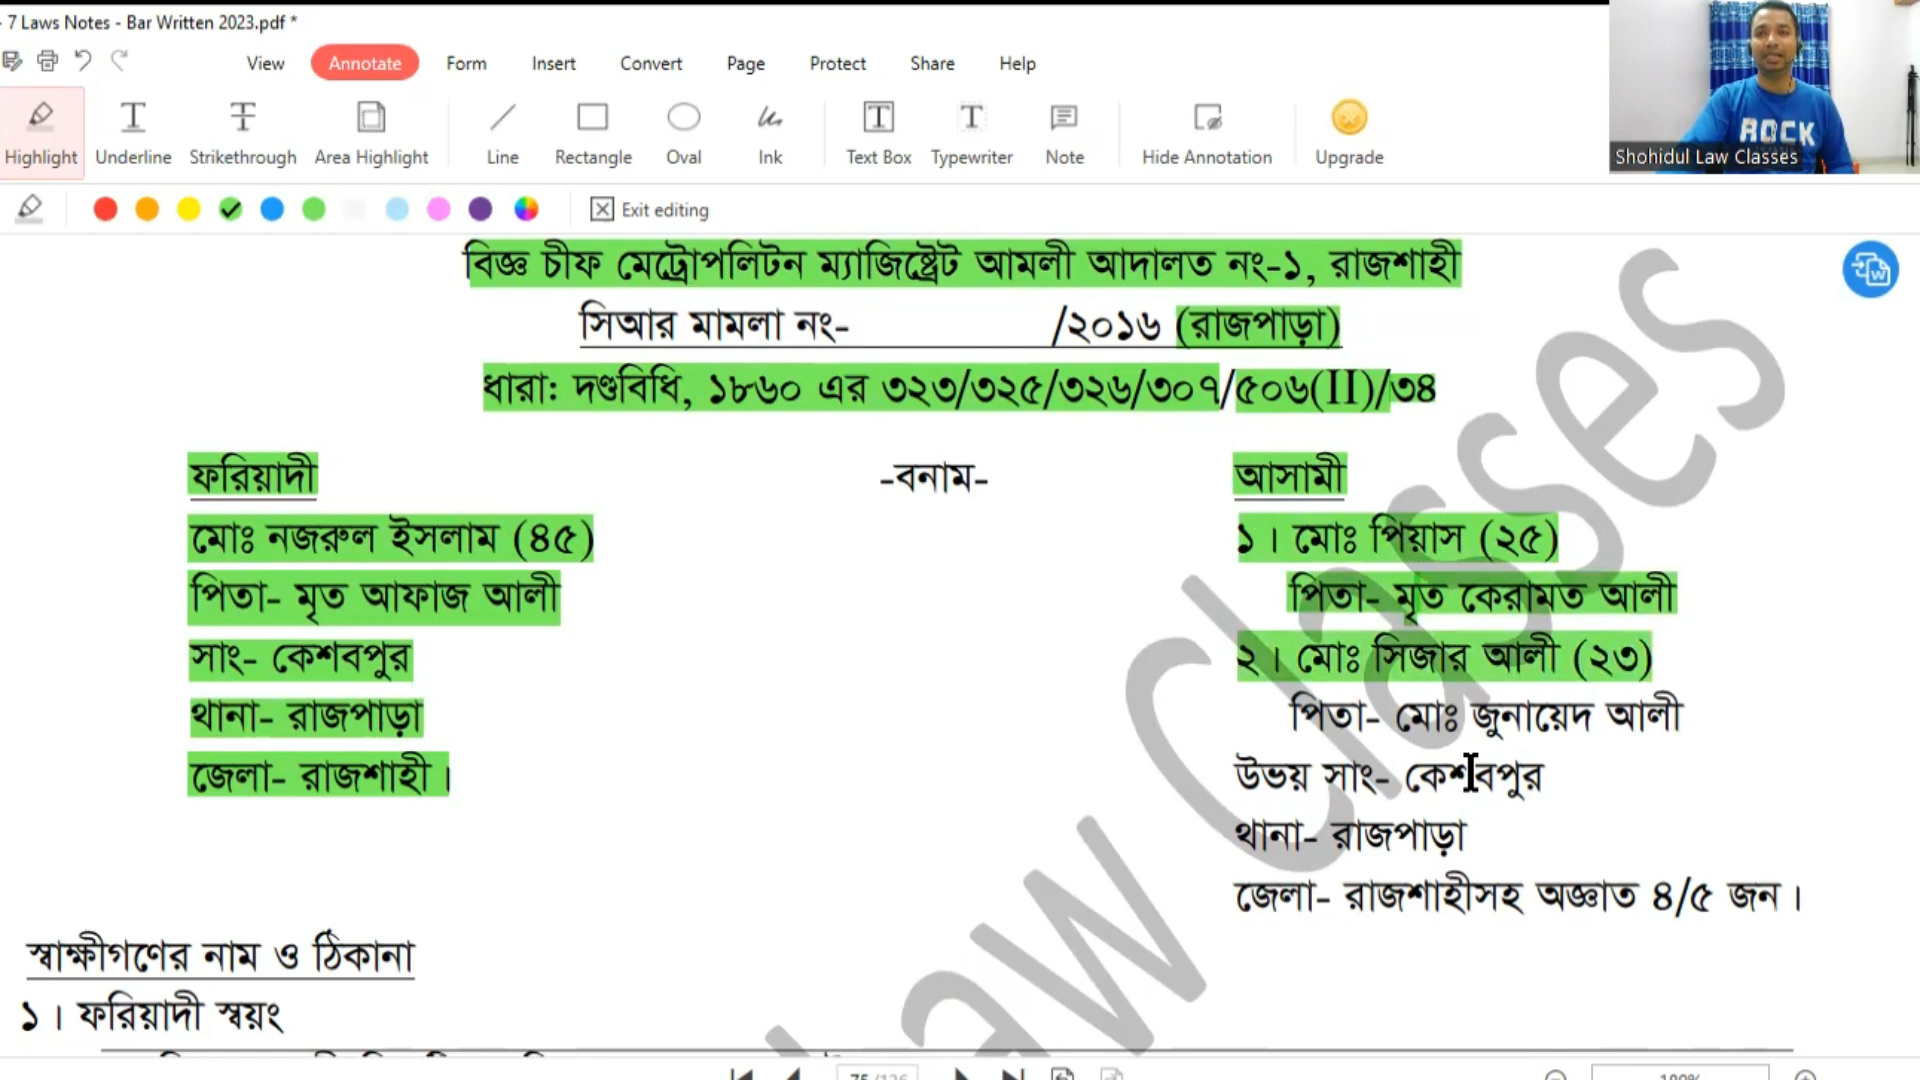 - 7 Laws Notes - Bar Written 2023.pdf *
View Annotate Form Insert Convert Page Protect Share Help
Highlight Underline Strikethrough Area Highlight Line Rectangle Oval Ink Text Box Typewriter Note Hide Annotation Upgrade
ROCK
Shohidul Law Classes
Exit editing
বিজ্ঞ চীফ মেট্রোপলিটন ম্যাজিষ্ট্রেট আমলী আদালত নং-১, রাজশাহী
সিআর মামলা নং- /২০১৬ (রাজপাড়া)
ধারা: দণ্ডবিধি, ১৮৬০ এর ৩২৩/৩২৫/৩২৬/৩০৭/৫০৬(II)/৩৪
ফরিয়াদী -বনাম- আসামী
মোঃ নজরুল ইসলাম (৪৫)
পিতা- মৃত আফাজ আলী
সাং- কেশবপুর
থানা- রাজপাড়া
জেলা- রাজশাহী।
১। মোঃ পিয়াস (২৫)
পিতা- মৃত কেরামত আলী
২। মোঃ সিজার আলী (২৩)
পিতা- মোঃ জুনায়েদ আলী
উভয় সাং- কেশবপুর
থানা- রাজপাড়া
জেলা- রাজশাহীসহ অজ্ঞাত ৪/৫ জন।
স্বাক্ষীগণের নাম ও ঠিকানা
১। ফরিয়াদী স্বয়ং
Law Classes